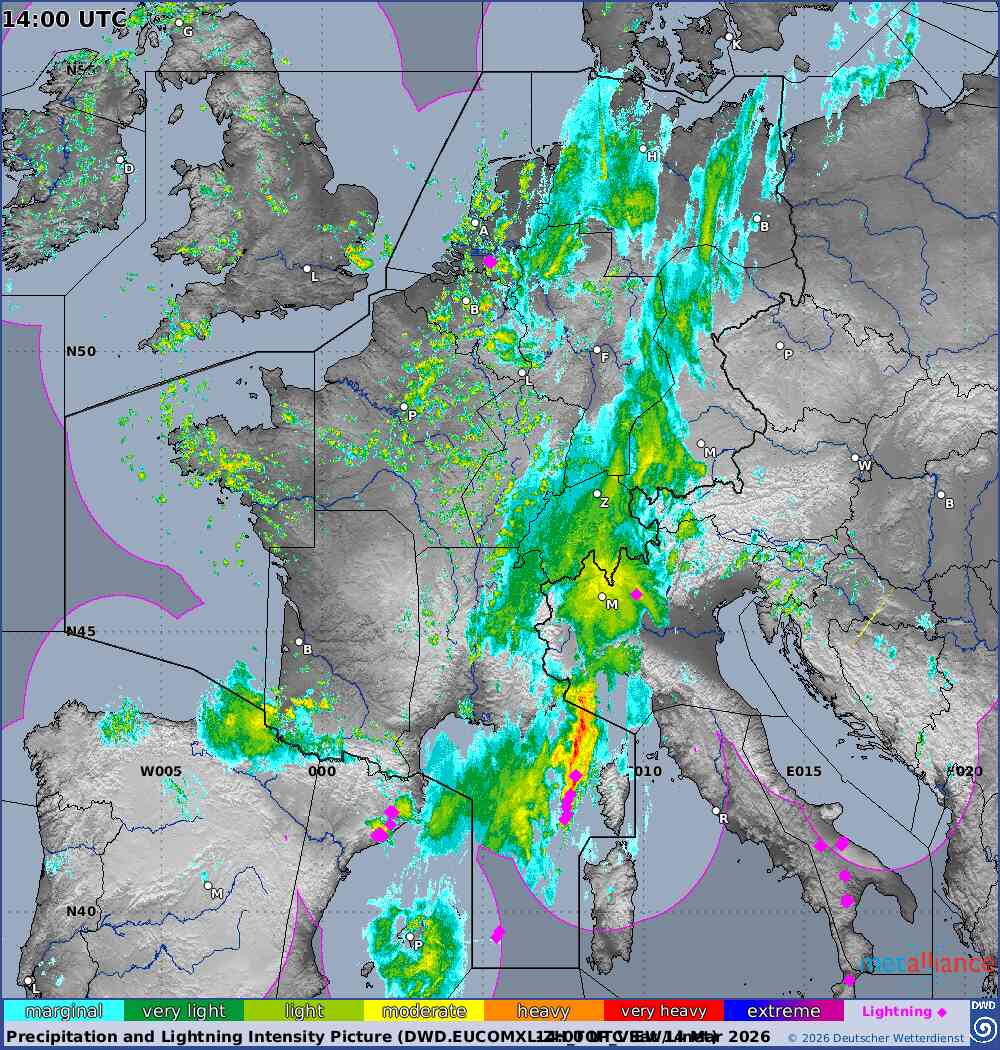 14:00 UTC
G
K
N55
D
H
A
B
L
B
N50
P
F
L
P
M
W
Z
B
M
N45
B
W005
000
010
E015
020
R
M
N40
P
L
metalliance
marginal very light light moderate heavy very heavy extreme Lightning
DWD
Precipitation and Lightning Intensity Picture (DWD.EUCOMXL 2026
© 2026 Deutscher Wetterdienst